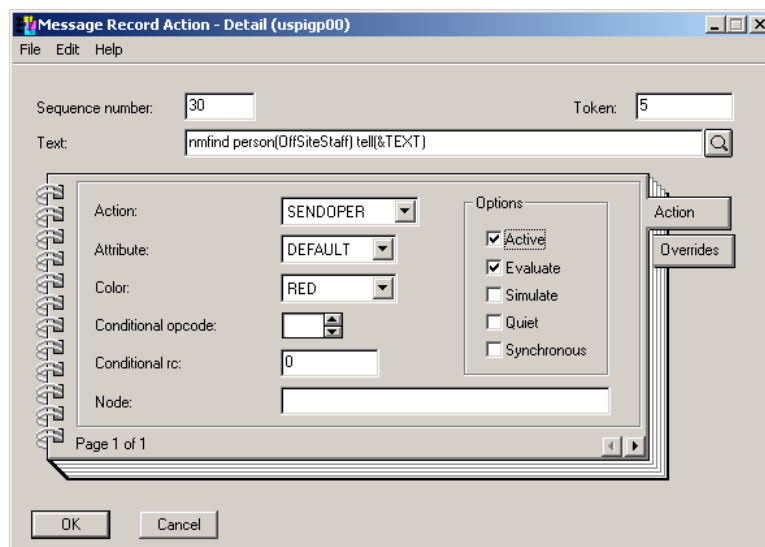 Message Record Action - Detail (uspigp00)
File Edit Help
Sequence number: 30 Token: 5
Text: nmfind person(OffSiteStaff) tell(&TEXT)
Action: SENDOPER
Attribute: DEFAULT
Color: RED
Conditional opcode:
Conditional rc: 0
Node:
Options
Active
Evaluate
Simulate
Quiet
Synchronous
Action
Overrides
Page 1 of 1
OK Cancel